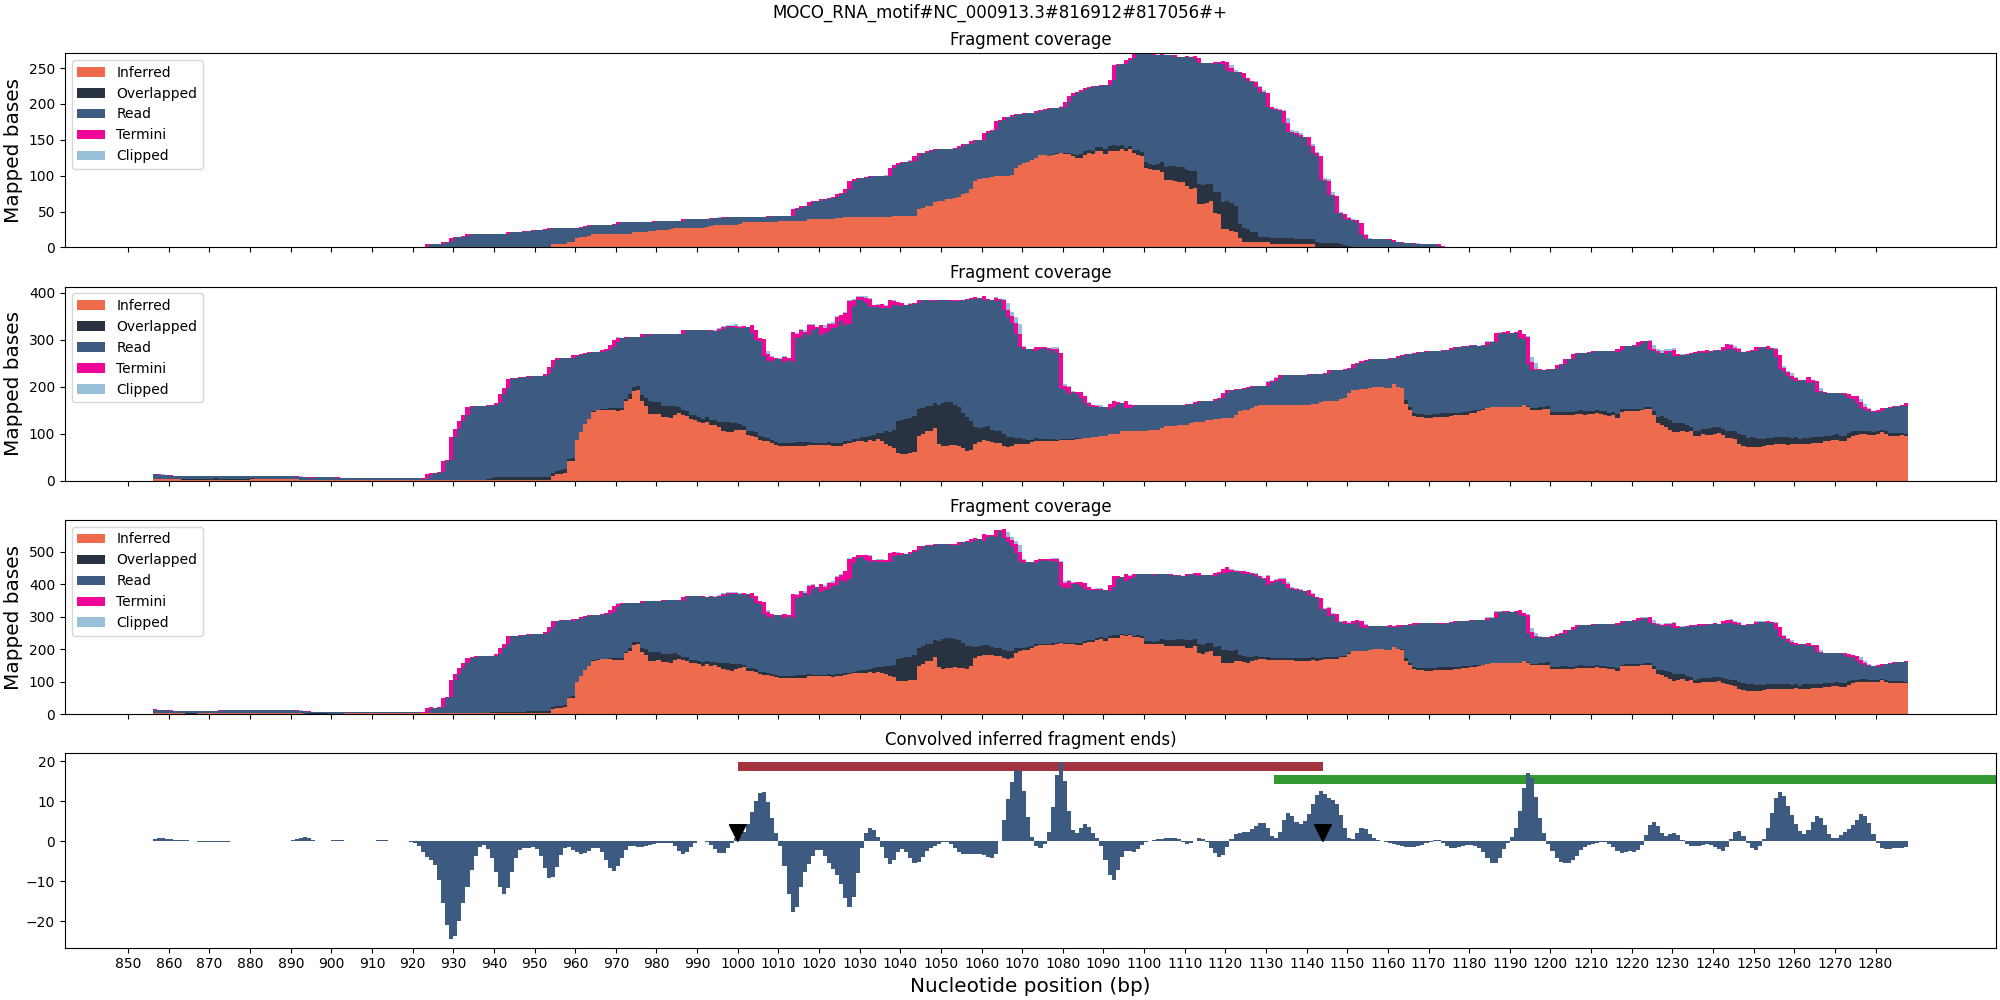 MOCO_RNA_motif#NC_000913.3#816912#817056#+
Fragment coverage
Mapped bases
250
200
150
100
50
0
Inferred
Overlapped
Read
Termini
Clipped
Fragment coverage
Mapped bases
400
300
200
100
0
Inferred
Overlapped
Read
Termini
Clipped
Fragment coverage
Mapped bases
500
400
300
200
100
0
Inferred
Overlapped
Read
Termini
Clipped
Convolved inferred fragment ends)
20
10
0
−10
−20
850 860 870 880 890 900 910 920 930 940 950 960 970 980 990 1000 1010 1020 1030 1040 1050 1060 1070 1080 1090 1100 1110 1120 1130 1140 1150 1160 1170 1180 1190 1200 1210 1220 1230 1240 1250 1260 1270 1280
Nucleotide position (bp)